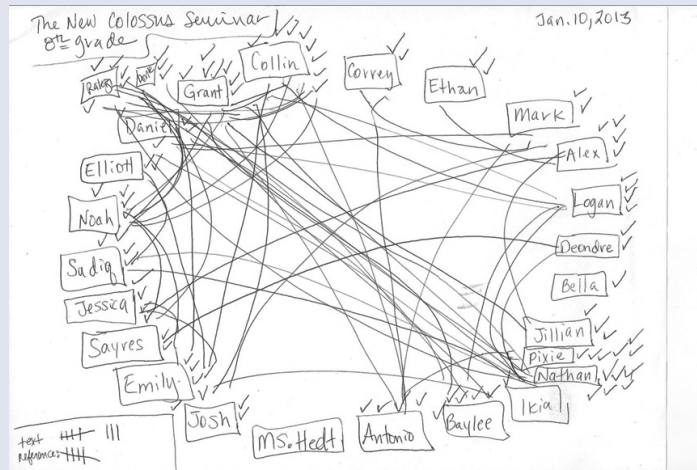 The New Colossus Seminar
8th grade
Jan. 10, 2013
Grant
Collin
Correy
Ethan
Mark
Daniel
Alex
Elliott
Logan
Noah
Deondre
Sadiq
Bella
Jessica
Jillian
Sayres
Pixie
Nathan
Emily
Ikia
Josh
Ms. Hedt
Antonio
Baylee
text
references: